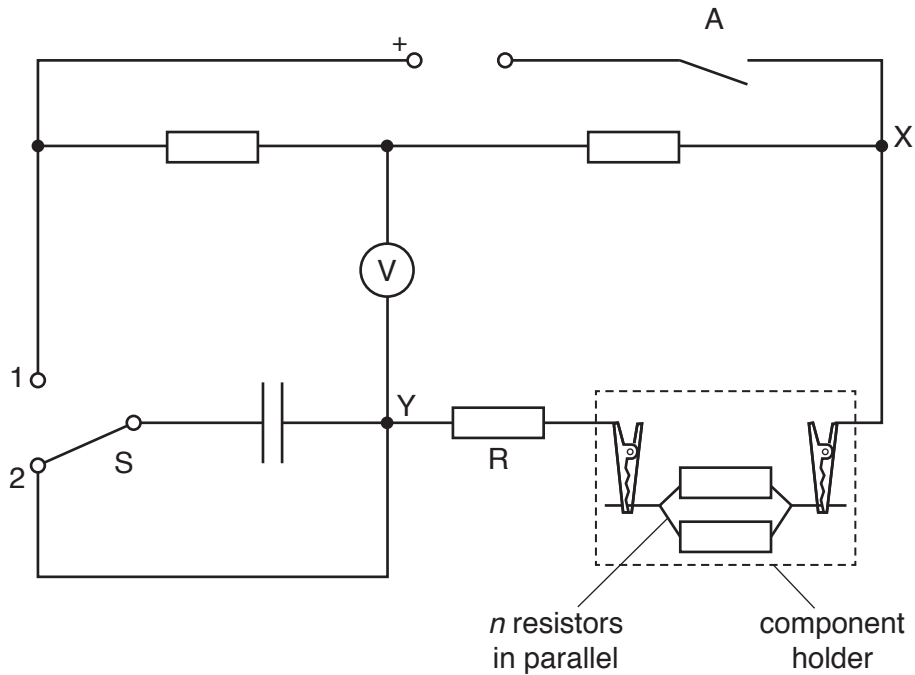 A
+
X
V
1
Y
S
R
2
n resistors
in parallel
component
holder